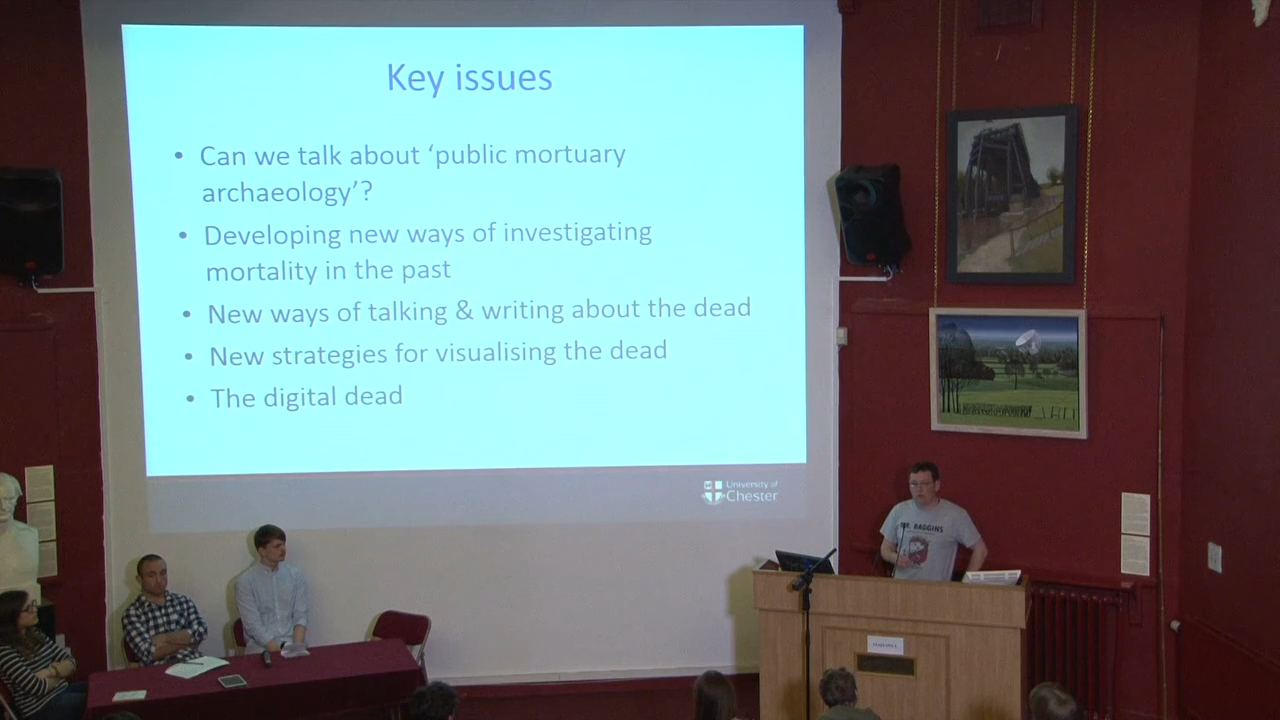 Key issues
• Can we talk about ‘public mortuary
archaeology’?
• Developing new ways of investigating
mortality in the past
• New ways of talking & writing about the dead
• New strategies for visualising the dead
• The digital dead
University of
Chester
MR. BAGGINS